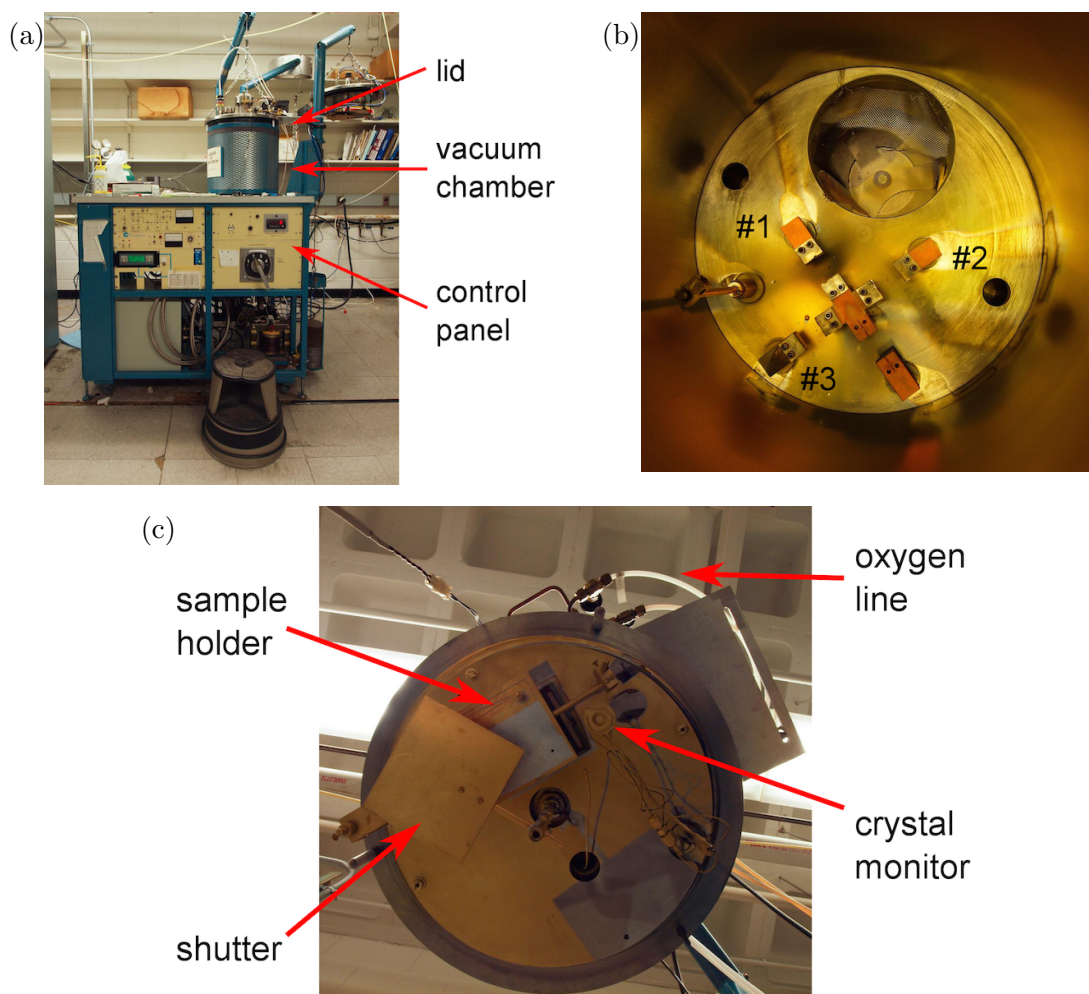 (a)
lid
vacuum
chamber
control
panel
(b)
#1
#2
#3
(c)
sample
holder
oxygen
line
crystal
monitor
shutter